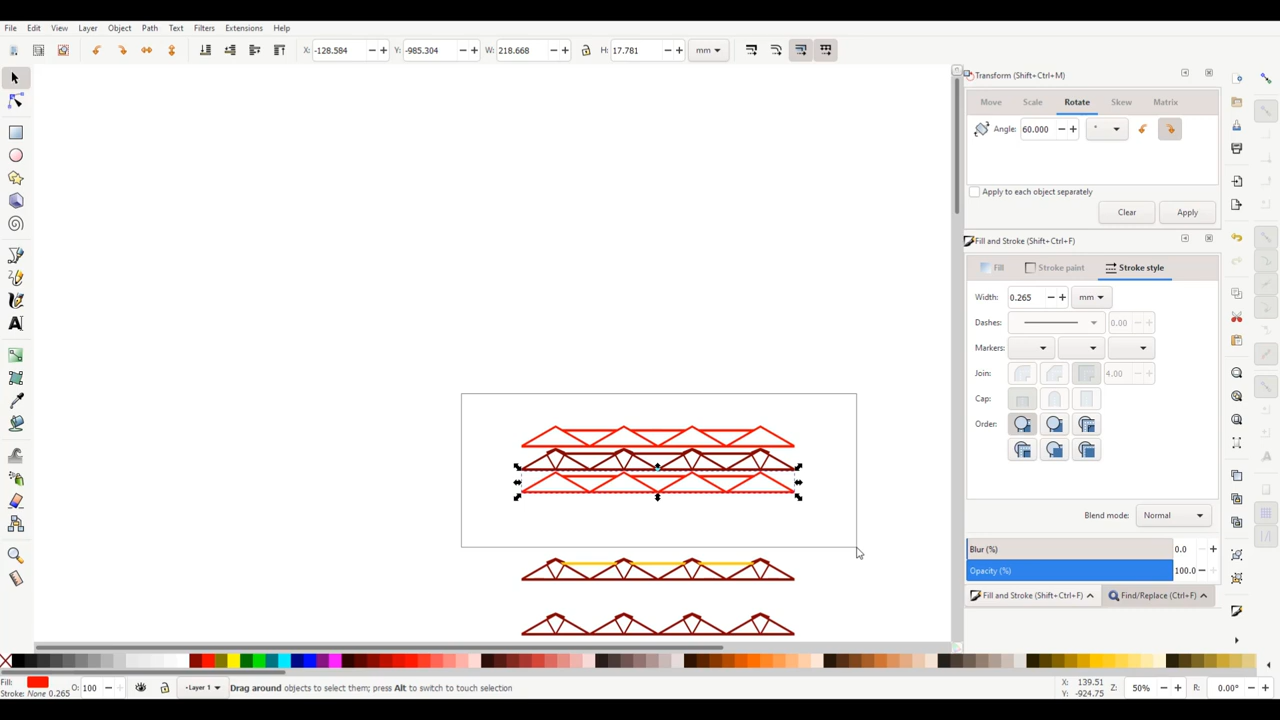 File Edit View Layer Object Path Text Filters Extensions Help
X: -128.584 Y: -985.304 W: 218.668 H: 17.781 mm
Transform (Shift+Ctrl+M)
Move Scale Rotate Skew Matrix
Angle: 60.000 °
Apply to each object separately
Clear Apply
Fill and Stroke (Shift+Ctrl+F)
Fill Stroke paint Stroke style
Width: 0.265 mm
Dashes: 0.00
Markers:
Join: 4.00
Cap:
Order:
Blend mode: Normal
Blur (%) 0.0
Opacity (%) 100.0
Fill and Stroke (Shift+Ctrl+F) Find/Replace (Ctrl+F)
Fill: O: 100 Layer 1 Drag around objects to select them; press Alt to switch to touch selection X: 139.51 Z: 50% R: 0.00°
Stroke: None 0.265 Y: -924.75